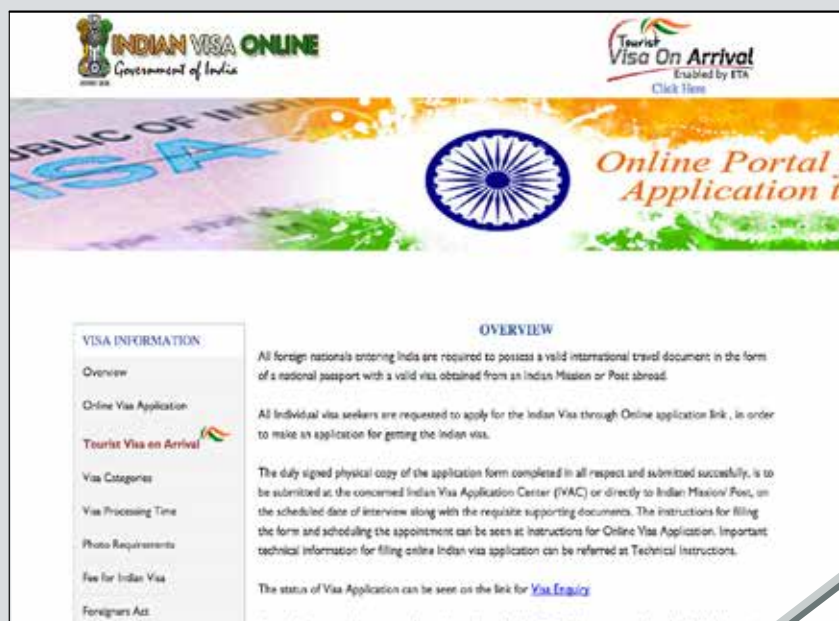 INDIAN VISA ONLINE
Government of India
Tourist
Visa On Arrival
Enabled by ETA
Click Here
UBLIC OF INDI
ISA
Online Portal
Application
VISA INFORMATION
Overview
Online Visa Application
Tourist Visa on Arrival
Visa Categories
Visa Processing Time
Photo Requirements
Fee for Indian Visa
Foreigners Act
OVERVIEW
All foreign nationals entering India are required to possess a valid international travel document in the form
of a national passport with a valid visa obtained from an Indian Mission or Post abroad.
All Individual visa seekers are requested to apply for the Indian Visa through Online application link , in order
to make an application for getting the Indian visa.
The duly signed physical copy of the application form completed in all respect and submitted succesfully, is to
be submitted at the concerned Indian Visa Application Center (IVAC) or directly to Indian Mission/ Post, on
the scheduled date of interview along with the requisite supporting documents. The instructions for filling
the form and scheduling the appointment can be seen at Instructions for Online Visa Application. Important
technical information for filling online Indian visa application can be referred at Technical Instructions.
The status of Visa Application can be seen on the link for Visa Enquiry